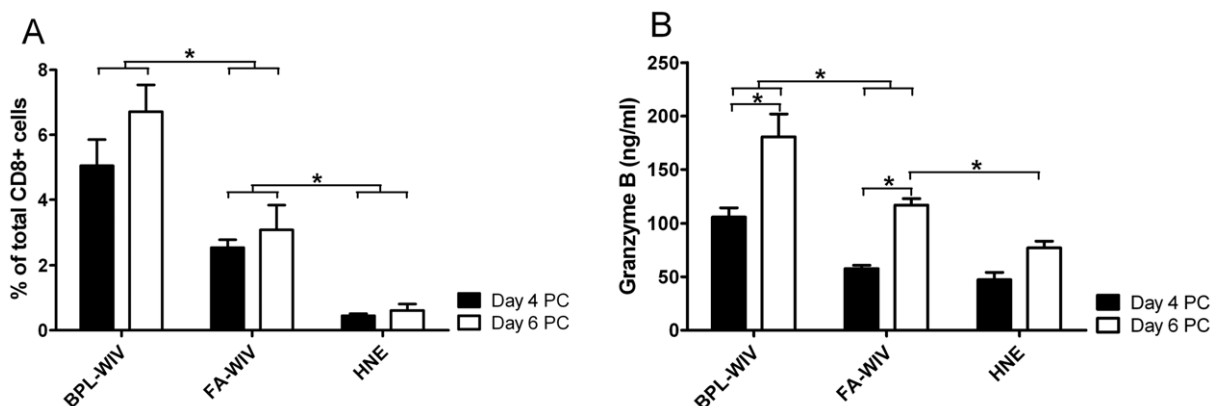 A
% of total CD8+ cells
8
6
4
2
0
*
*
BPL-WIV
FA-WIV
HNE
Day 4 PC
Day 6 PC
B
Granzyme B (ng/ml)
250
200
150
100
50
0
*
*
*
*
BPL-WIV
FA-WIV
HNE
Day 4 PC
Day 6 PC